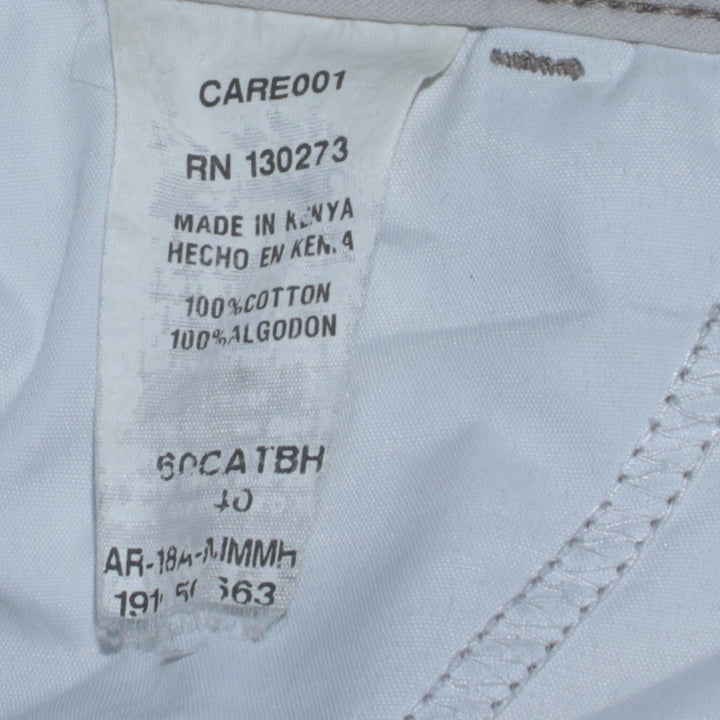 CARE001
RN 130273
MADE IN KENYA
HECHO EN KENYA
100%COTTON
100%ALGODON
60CATBH
40